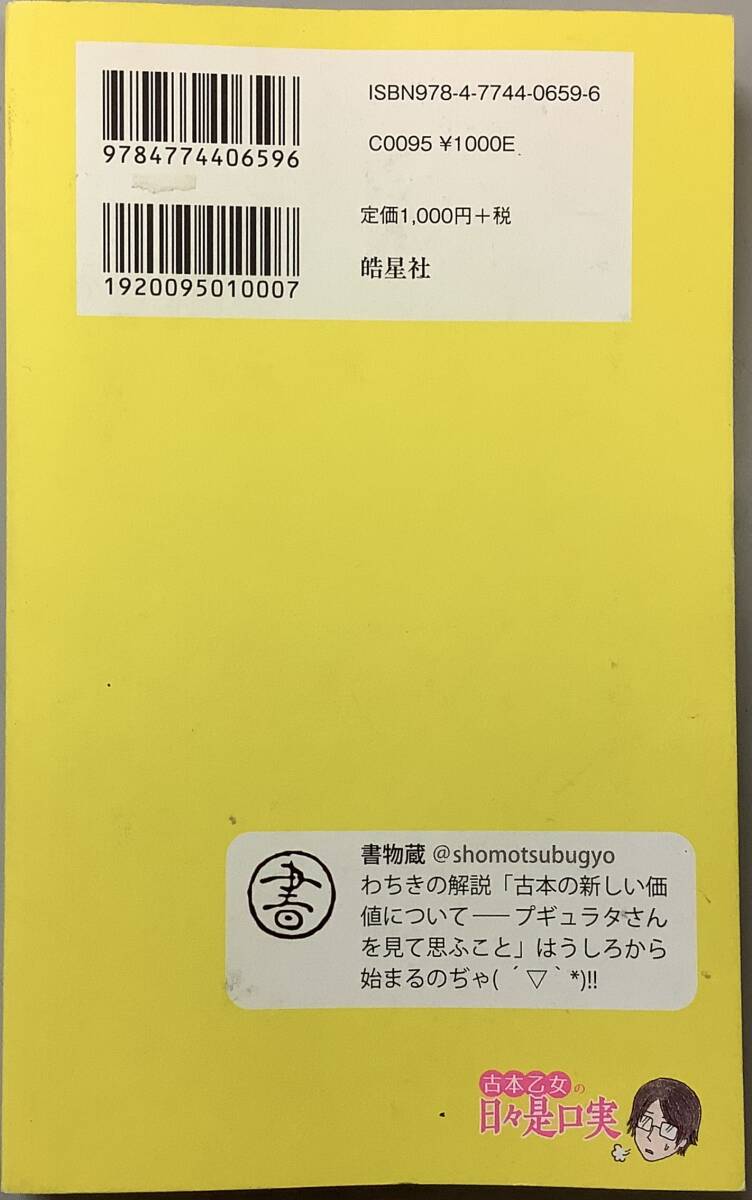 9784774406596
ISBN978-4-7744-0659-6
C0095 ¥1000E
1920095010007
定価1,000円＋税
皓星社
書
書物蔵 @shomotsubugyo
わちきの解説「古本の新しい価
値について――プギュラタさん
を見て思ふこと」はうしろから
始まるのぢゃ( ´▽｀*)!!
古本乙女の
日々是口実